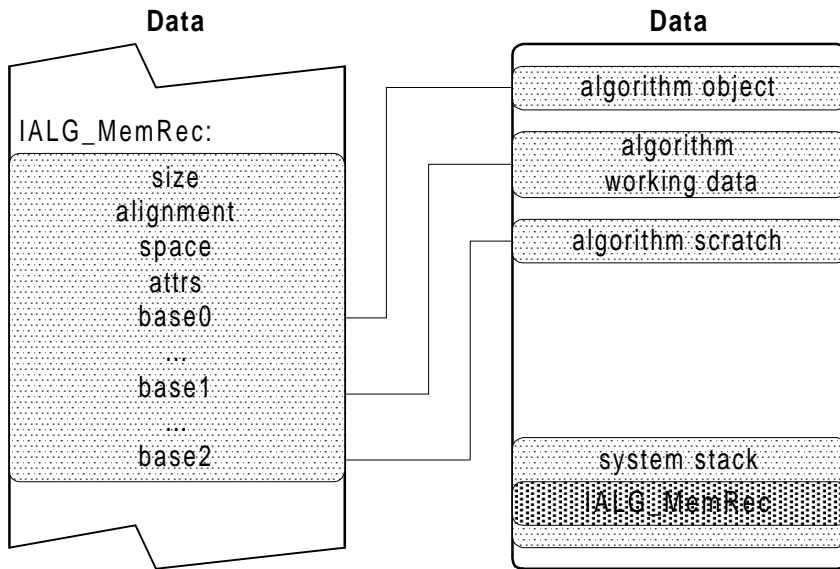 Data
IALG_MemRec:
size
alignment
space
attrs
base0
...
base1
...
base2
Data
algorithm object
algorithm
working data
algorithm scratch
system stack
IALG_MemRec